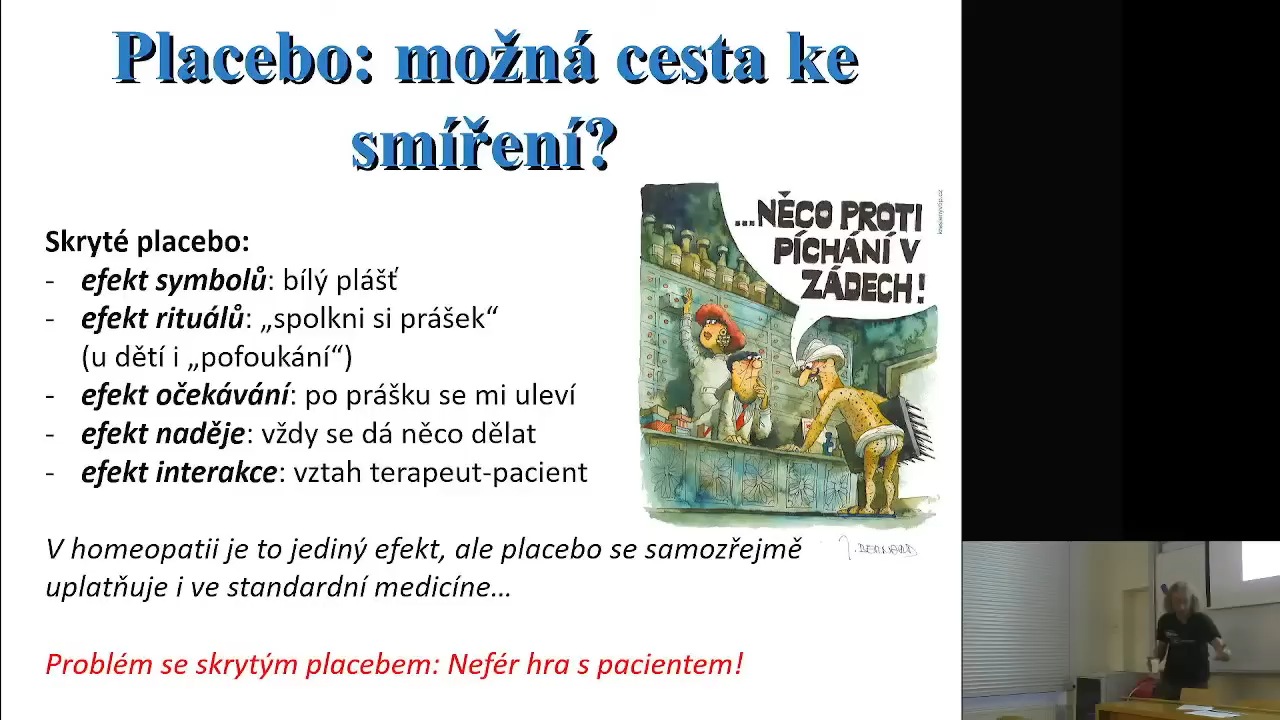 Placebo: možná cesta ke
smíření?
Skryté placebo:
- efekt symbolů: bílý plášť
- efekt rituálů: „spolkni si prášek“
(u dětí i „pofoukání“)
- efekt očekávání: po prášku se mi uleví
- efekt naděje: vždy se dá něco dělat
- efekt interakce: vztah terapeut-pacient
...NĚCO PROTI
PÍCHÁNÍ V
ZÁDECH!
V homeopatii je to jediný efekt, ale placebo se samozřejmě
uplatňuje i ve standardní medicíne...
Problém se skrytým placebem: Nefér hra s pacientem!